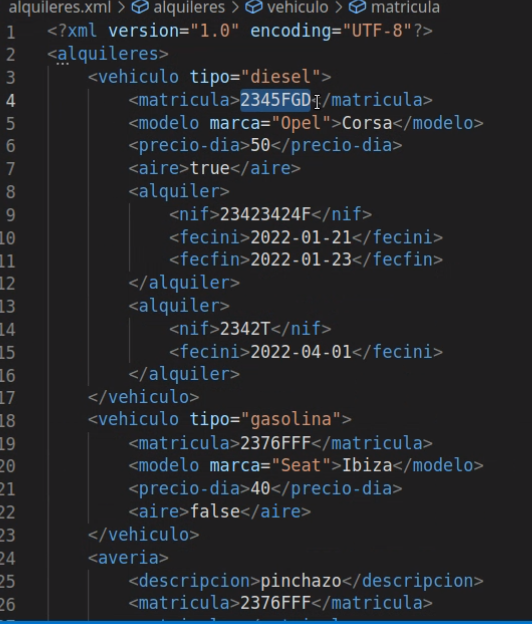 alquileres.xml > alquileres > vehiculo > matricula
1 <?xml version="1.0" encoding="UTF-8"?>
2 <alquileres>
3 <vehiculo tipo="diesel">
4 <matricula>2345FGD</matricula>
5 <modelo marca="Opel">Corsa</modelo>
6 <precio-dia>50</precio-dia>
7 <aire>true</aire>
8 <alquiler>
9 <nif>23423424F</nif>
10 <fecini>2022-01-21</fecini>
11 <fecfin>2022-01-23</fecfin>
12 </alquiler>
13 <alquiler>
14 <nif>2342T</nif>
15 <fecini>2022-04-01</fecini>
16 </alquiler>
17 </vehiculo>
18 <vehiculo tipo="gasolina">
19 <matricula>2376FFF</matricula>
20 <modelo marca="Seat">Ibiza</modelo>
21 <precio-dia>40</precio-dia>
22 <aire>false</aire>
23 </vehiculo>
24 <averia>
25 <descripcion>pinchazo</descripcion>
26 <matricula>2376FFF</matricula>